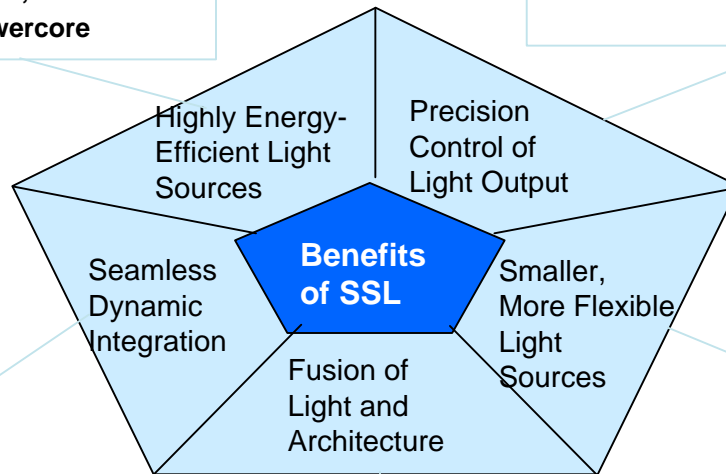 Highly Energy-
Efficient Light
Sources
Precision
Control of
Light Output
Benefits
of SSL
Seamless
Dynamic
Integration
Smaller,
More Flexible
Light
Sources
Fusion of
Light and
Architecture